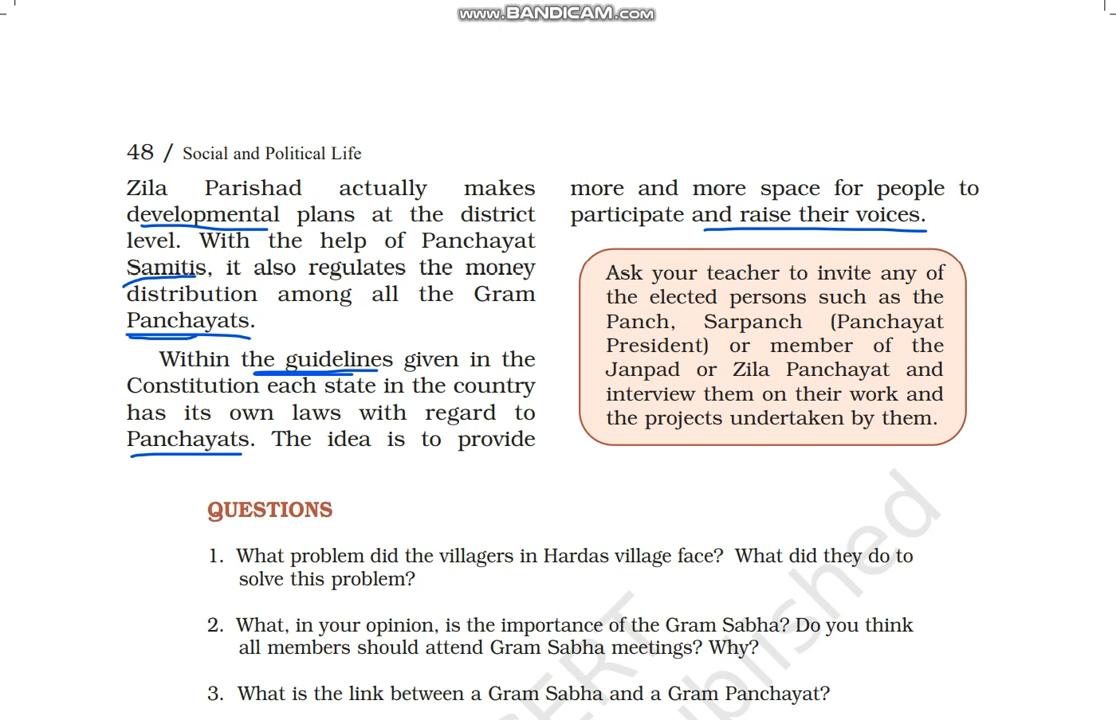 www.BANDICAM.com
48 / Social and Political Life
Zila Parishad actually makes
developmental plans at the district
level. With the help of Panchayat
Samitis, it also regulates the money
distribution among all the Gram
Panchayats.
Within the guidelines given in the
Constitution each state in the country
has its own laws with regard to
Panchayats. The idea is to provide
more and more space for people to
participate and raise their voices.
Ask your teacher to invite any of
the elected persons such as the
Panch, Sarpanch (Panchayat
President) or member of the
Janpad or Zila Panchayat and
interview them on their work and
the projects undertaken by them.
QUESTIONS
1. What problem did the villagers in Hardas village face? What did they do to
solve this problem?
2. What, in your opinion, is the importance of the Gram Sabha? Do you think
all members should attend Gram Sabha meetings? Why?
3. What is the link between a Gram Sabha and a Gram Panchayat?